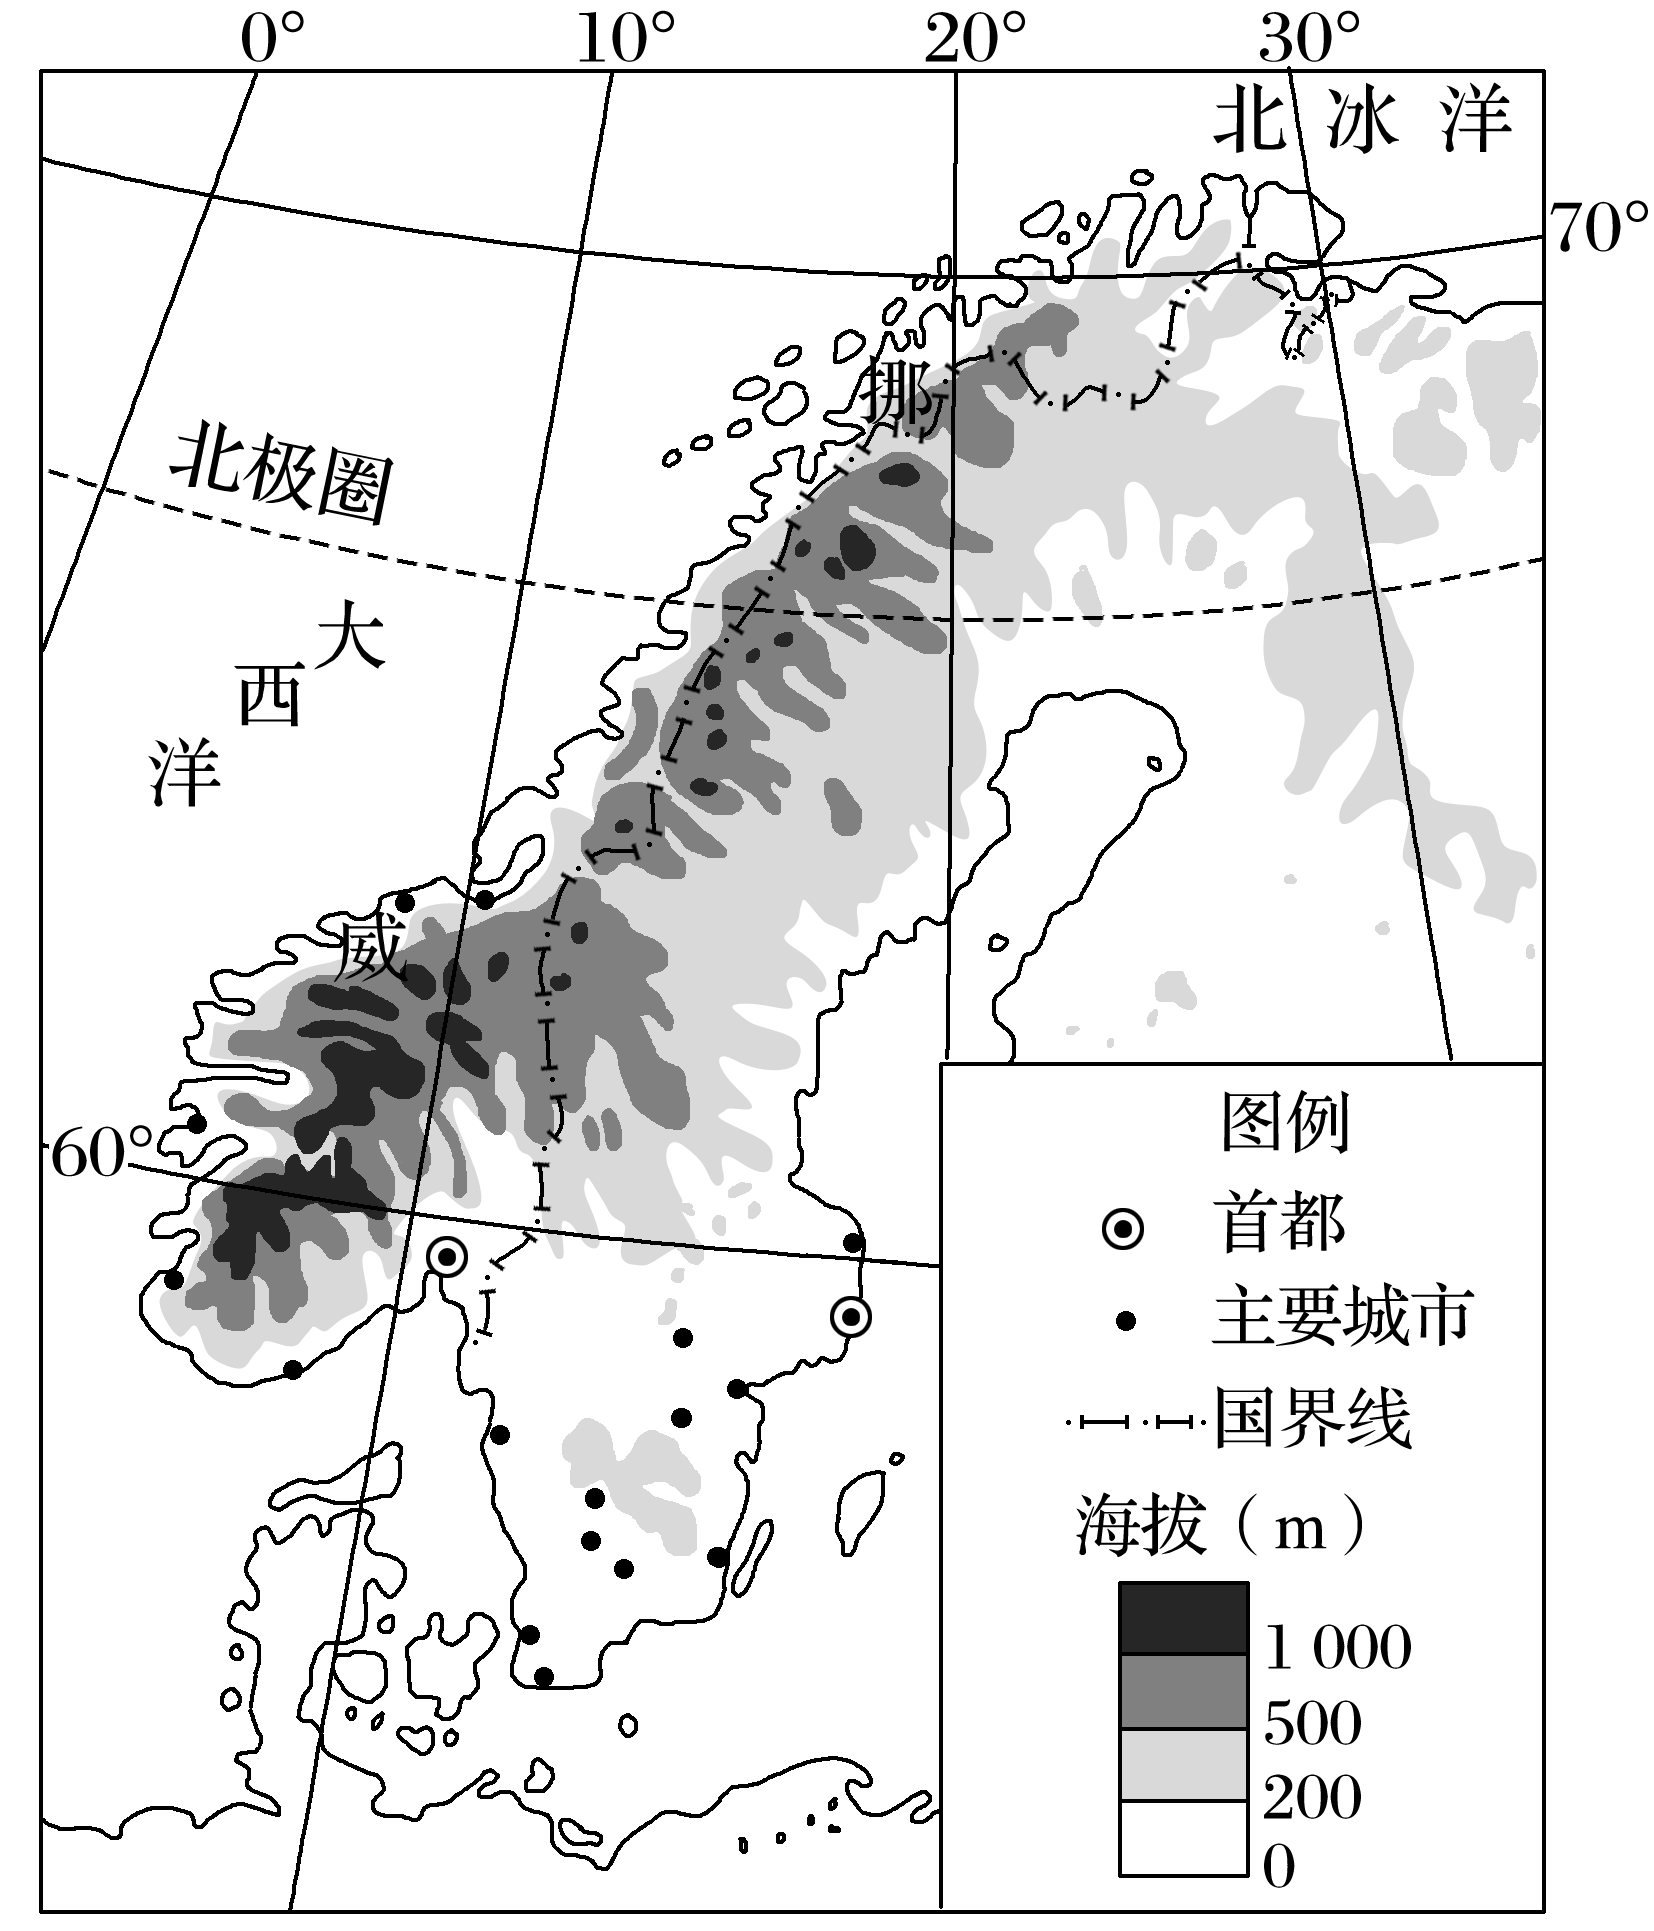 0° 10° 20° 30°
北冰洋
70°
挪
北极圈
大
西
洋
威
60°
图例
首都
主要城市
国界线
海拔（m）
1 000
500
200
0